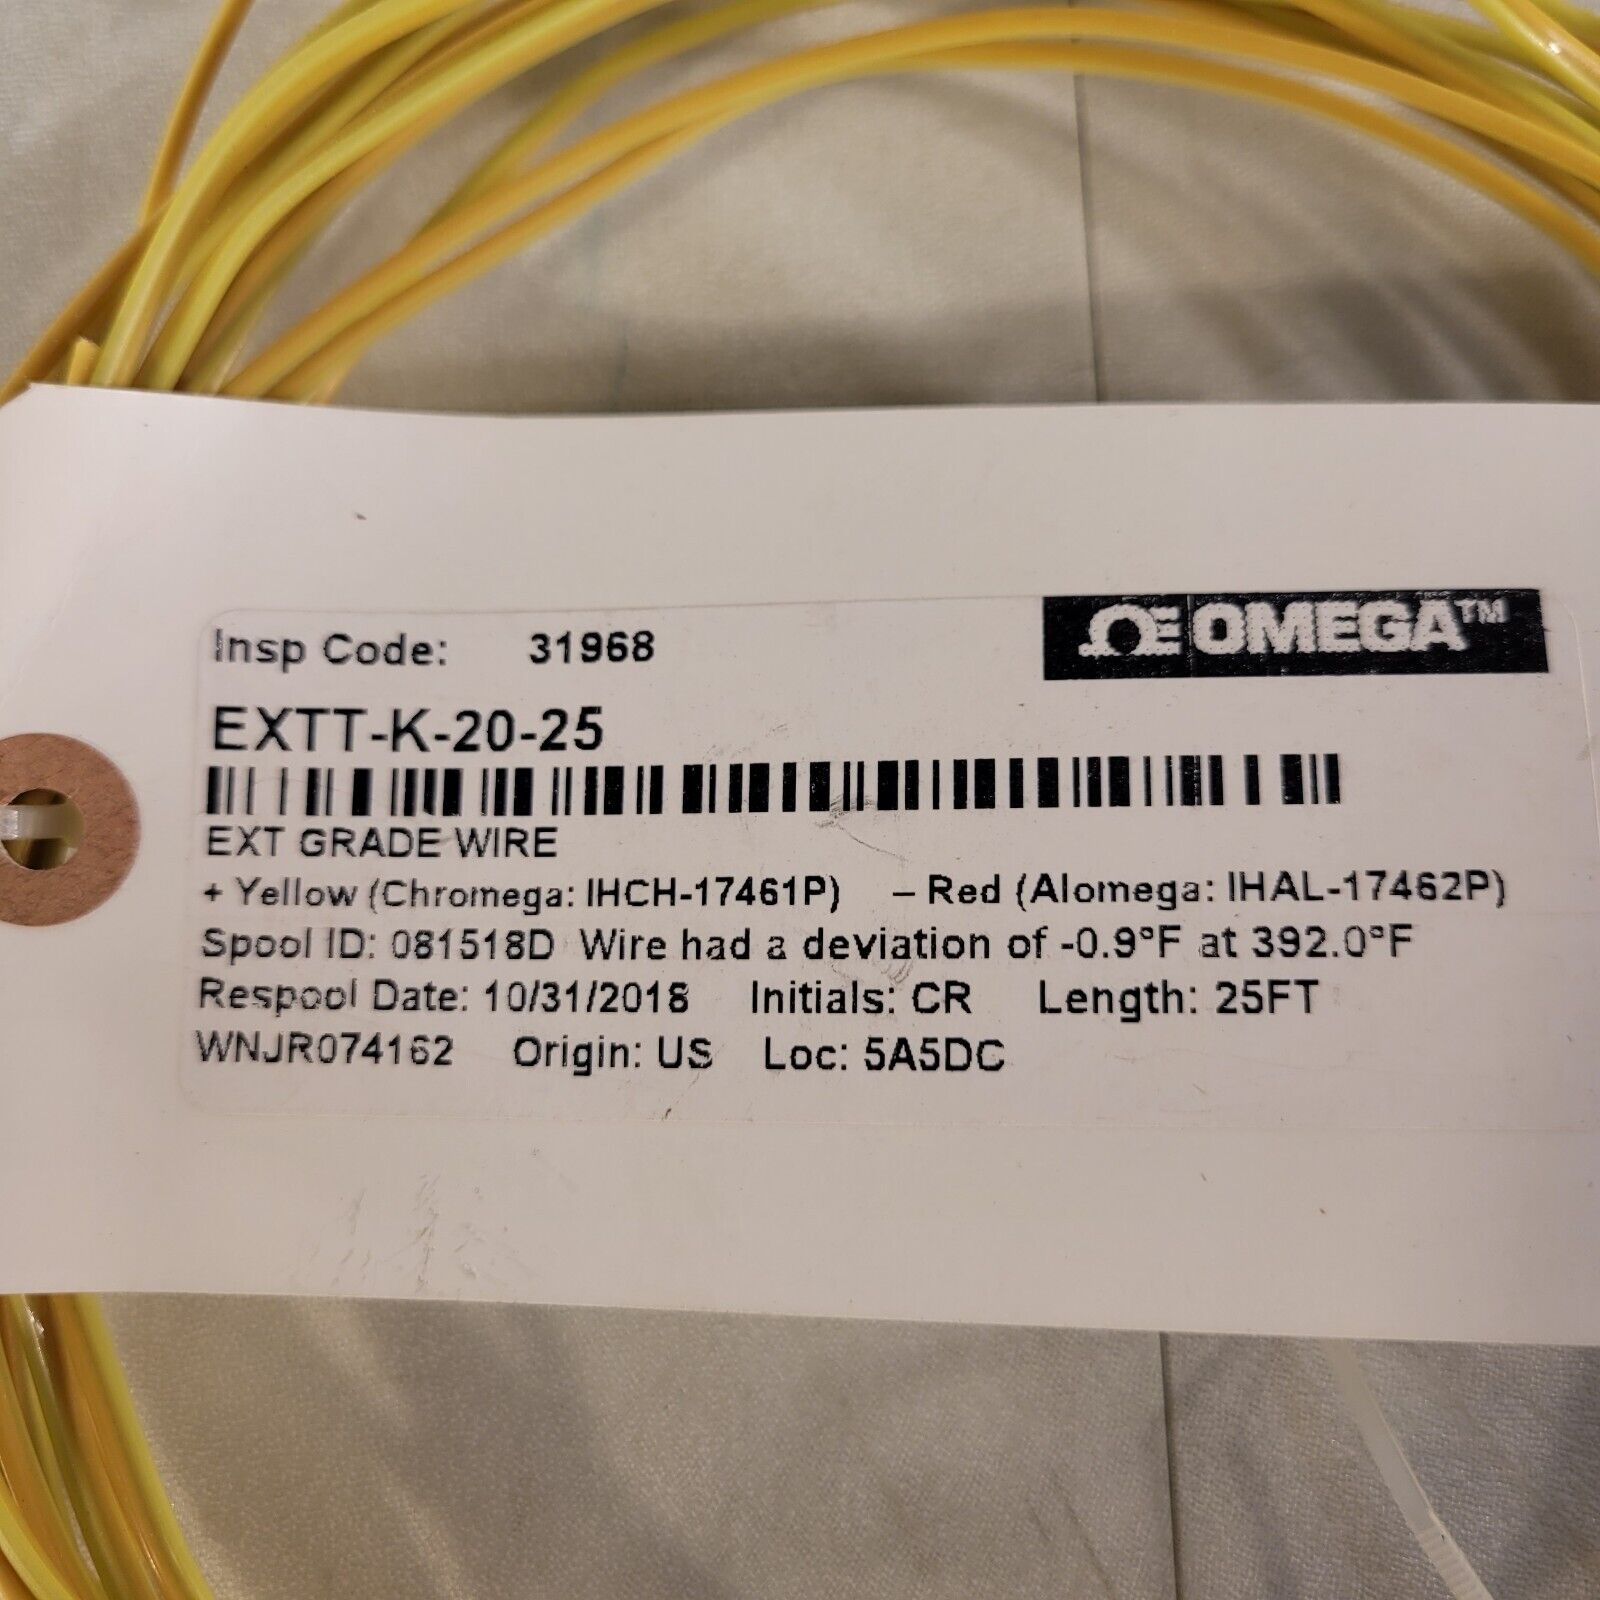 Insp Code: 31968
ΩE OMEGA™
EXTT-K-20-25
EXT GRADE WIRE
+ Yellow (Chromega: IHCH-17461P) – Red (Alomega: IHAL-17462P)
Spool ID: 081518D Wire had a deviation of -0.9°F at 392.0°F
Respool Date: 10/31/2018 Initials: CR Length: 25FT
WNJR074162 Origin: US Loc: 5A5DC